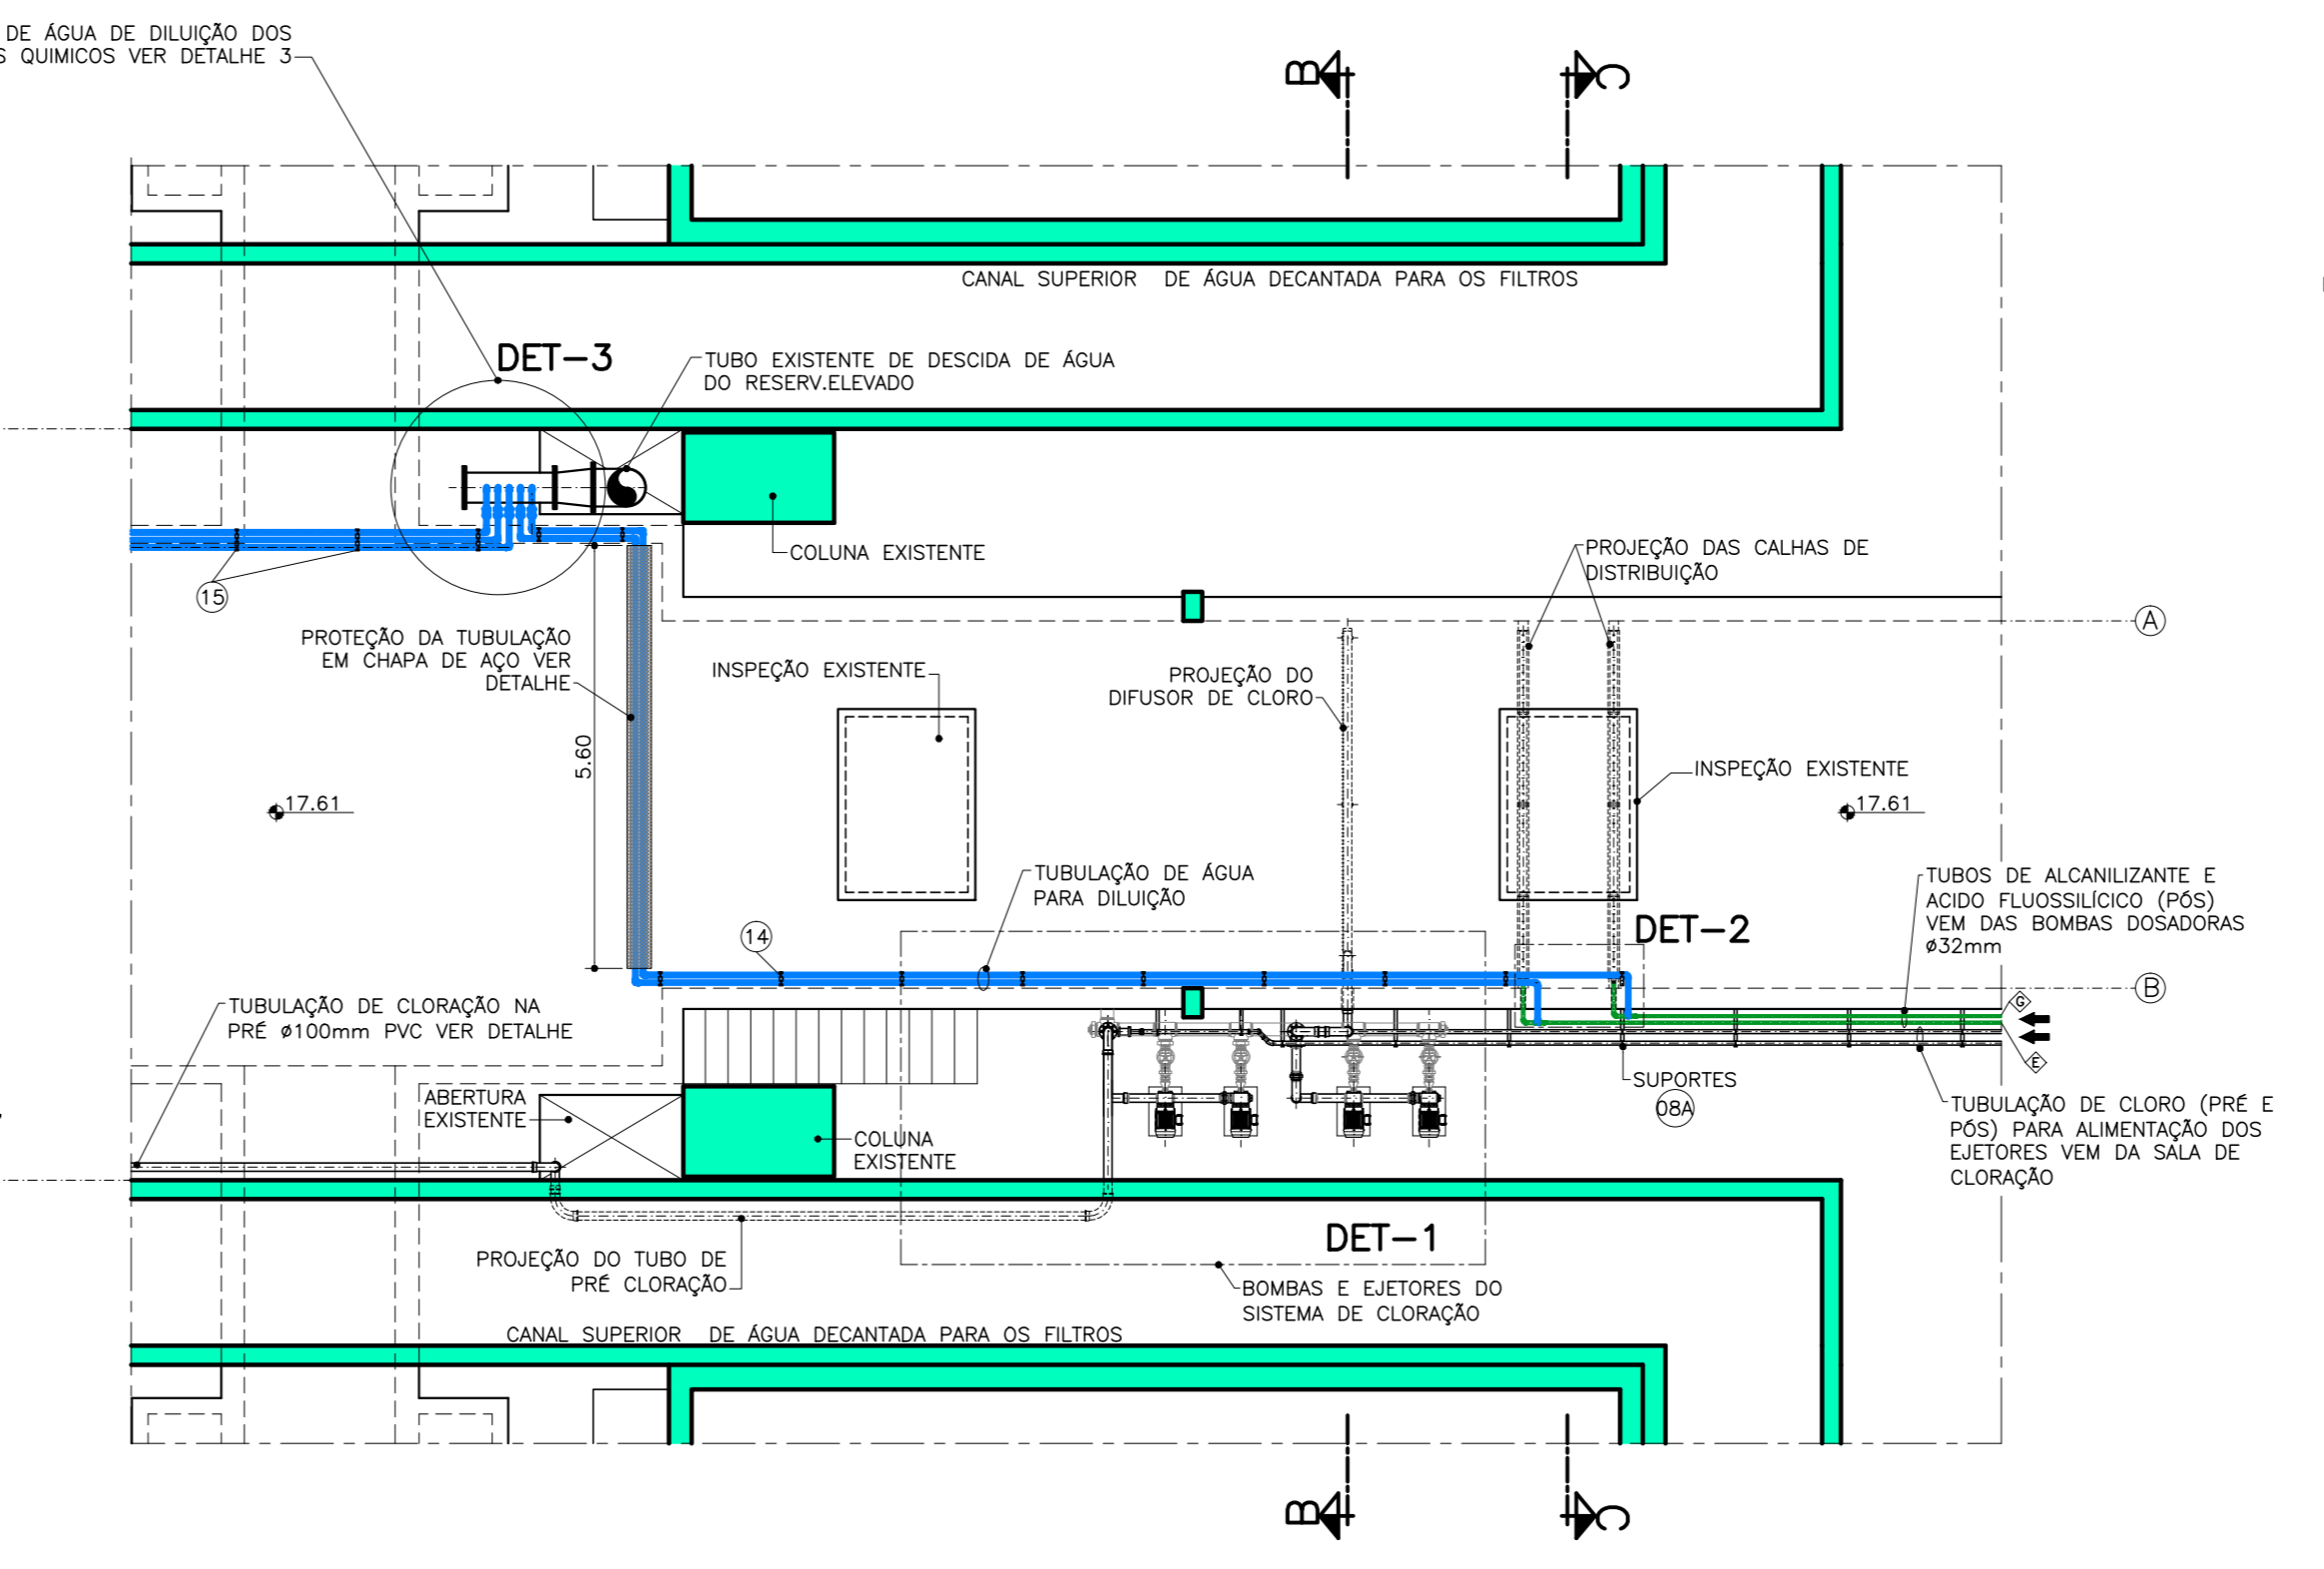 DE ÁGUA DE DILUIÇÃO DOS
QUIMICOS VER DETALHE 3
B
C
CANAL SUPERIOR DE ÁGUA DECANTADA PARA OS FILTROS
DET-3
TUBO EXISTENTE DE DESCIDA DE ÁGUA
DO RESERV.ELEVADO
COLUNA EXISTENTE
PROJEÇÃO DAS CALHAS DE
DISTRIBUIÇÃO
15
A
PROTEÇÃO DA TUBULAÇÃO
EM CHAPA DE AÇO VER
DETALHE
INSPEÇÃO EXISTENTE
PROJEÇÃO DO
DIFUSOR DE CLORO
5.60
INSPEÇÃO EXISTENTE
17.61
17.61
TUBULAÇÃO DE ÁGUA
PARA DILUIÇÃO
TUBOS DE ALCANILIZANTE E
ACIDO FLUOSSILÍCICO (PÓS)
VEM DAS BOMBAS DOSADORAS
ø32mm
14
DET-2
B
TUBULAÇÃO DE CLORAÇÃO NA
PRÉ ø100mm PVC VER DETALHE
G
E
SUPORTES
08A
ABERTURA
EXISTENTE
COLUNA
EXISTENTE
TUBULAÇÃO DE CLORO (PRÉ E
PÓS) PARA ALIMENTAÇÃO DOS
EJETORES VEM DA SALA DE
CLORAÇÃO
DET-1
PROJEÇÃO DO TUBO DE
PRÉ CLORAÇÃO
BOMBAS E EJETORES DO
SISTEMA DE CLORAÇÃO
CANAL SUPERIOR DE ÁGUA DECANTADA PARA OS FILTROS
B
C